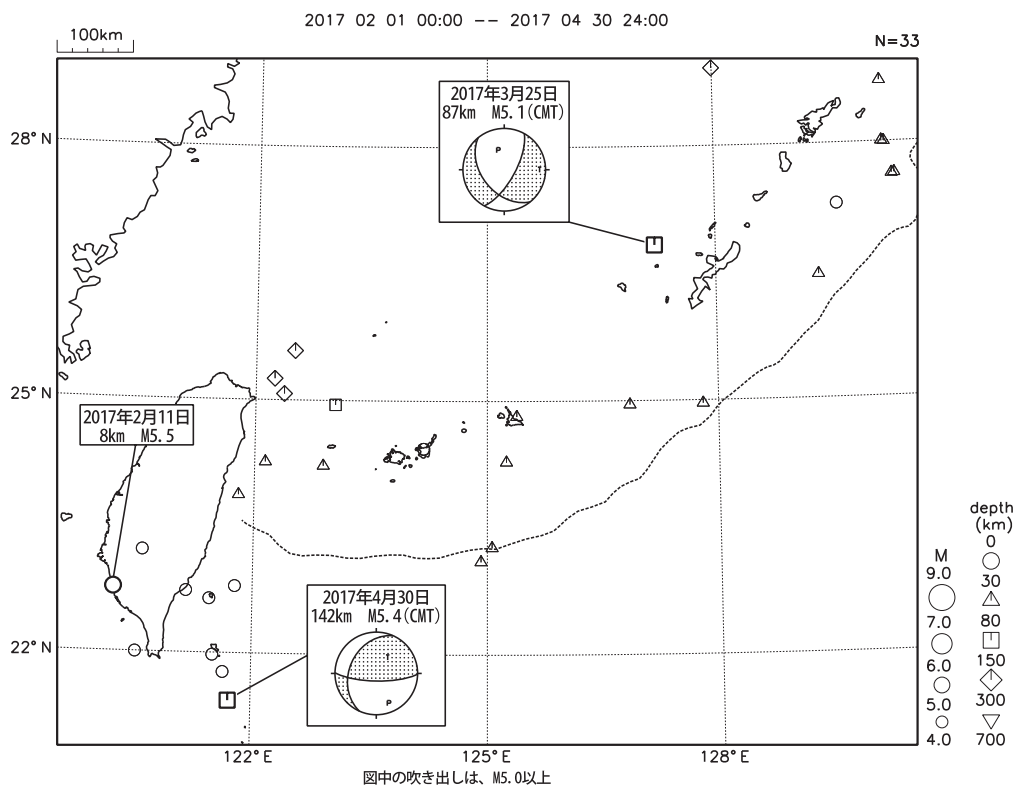 2017 02 01 00:00 -- 2017 04 30 24:00
100km
N=33
2017年3月25日
87km M5.1(CMT)
P
T
28°N
25°N
2017年2月11日
8km M5.5
22°N
2017年4月30日
142km M5.4(CMT)
T
P
depth
(km)
0
30
80
150
300
700
M
9.0
7.0
6.0
5.0
4.0
122°E
125°E
128°E
図中の吹き出しは、M5.0以上